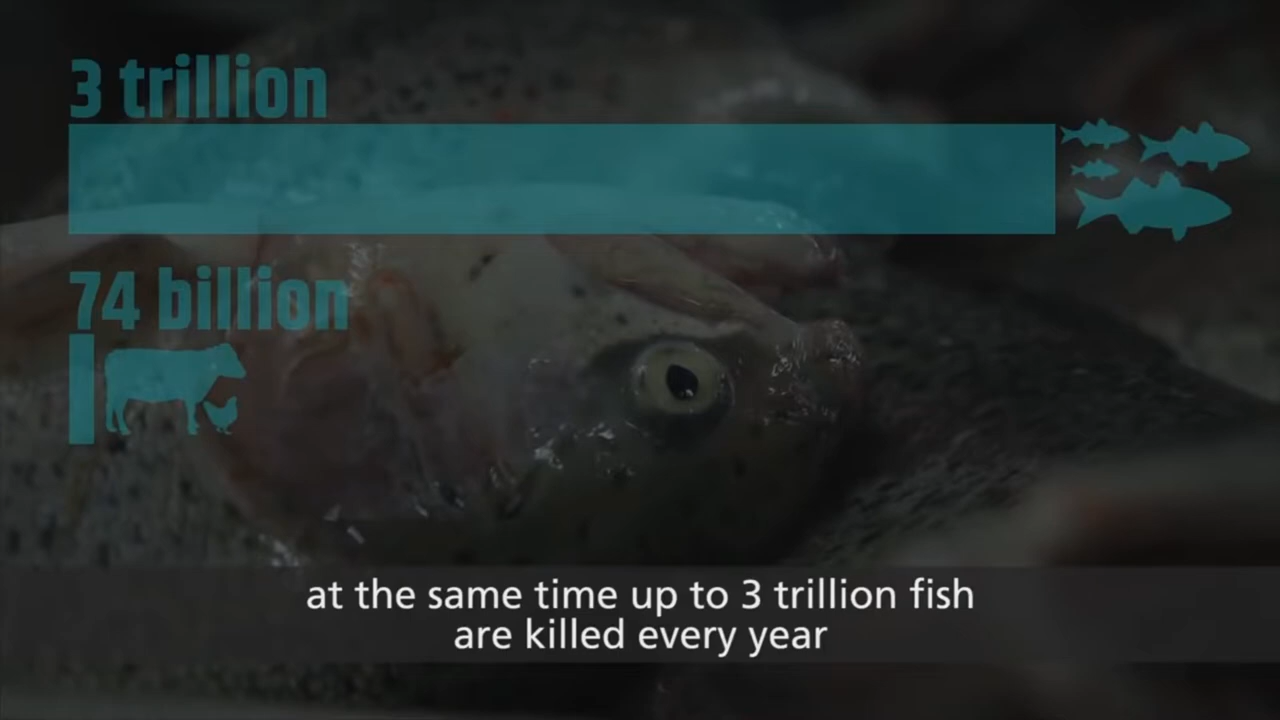 3 trillion
74 billion
at the same time up to 3 trillion fish
are killed every year